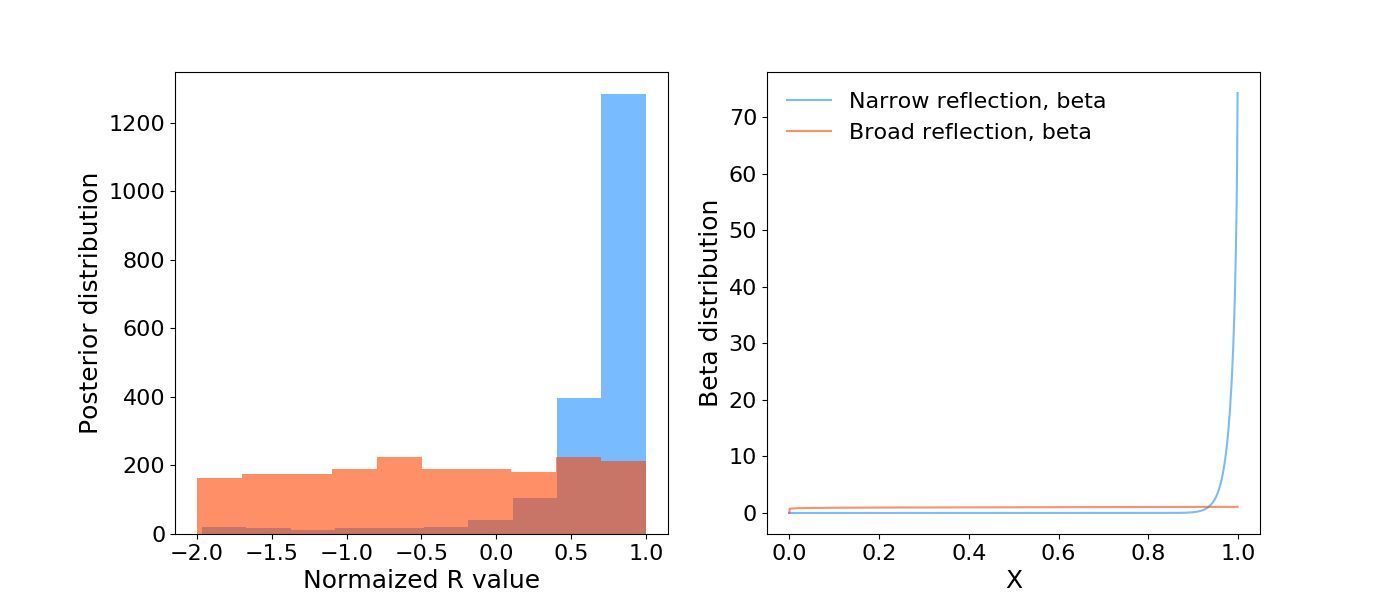 Posterior distribution
1200
1000
800
600
400
200
0
−2.0 −1.5 −1.0 −0.5 0.0 0.5 1.0
Normaized R value
Beta distribution
70
60
50
40
30
20
10
0
Narrow reflection, beta
Broad reflection, beta
0.0 0.2 0.4 0.6 0.8 1.0
X